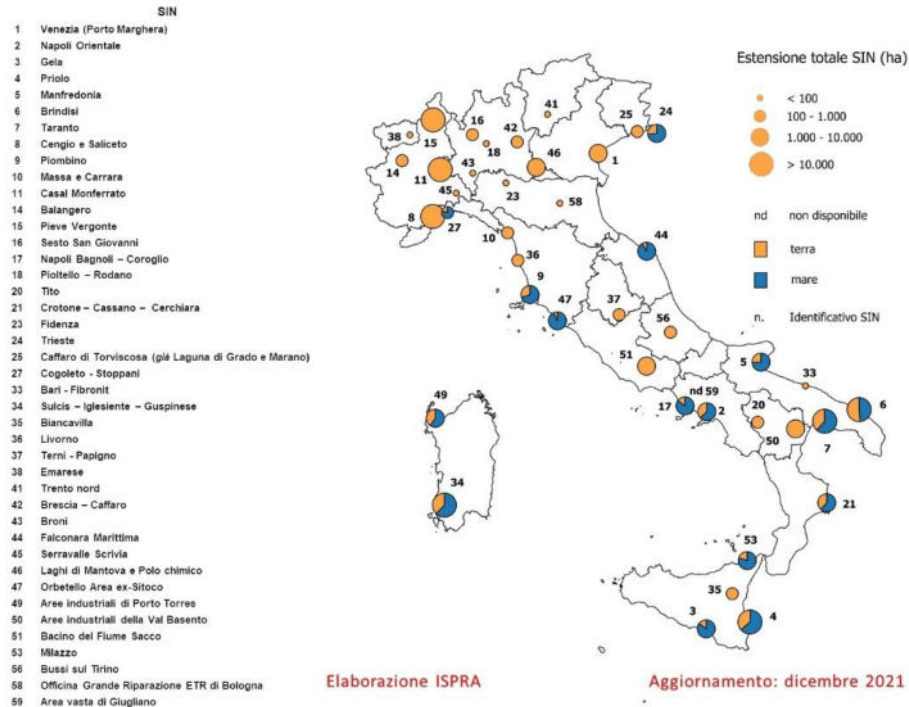 SIN
1 Venezia (Porto Marghera)
2 Napoli Orientale
3 Gela
4 Priolo
5 Manfredonia
6 Brindisi
7 Taranto
8 Cengio e Saliceto
9 Piombino
10 Massa e Carrara
11 Casal Monferrato
14 Balangero
15 Pieve Vergonte
16 Sesto San Giovanni
17 Napoli Bagnoli - Coroglio
18 Pioltello – Rodano
20 Tito
21 Crotone – Cassano – Cerchiara
23 Fidenza
24 Trieste
25 Caffaro di Torviscosa (già Laguna di Grado e Marano)
27 Cogoleto - Stoppani
33 Bari - Fibronit
34 Sulcis – Iglesiente – Guspinese
35 Biancavilla
36 Livorno
37 Terni - Papigno
38 Emarese
41 Trento nord
42 Brescia – Caffaro
43 Broni
44 Falconara Marittima
45 Serravalle Scrivia
46 Laghi di Mantova e Polo chimico
47 Orbetello Area ex-Sitoco
49 Aree industriali di Porto Torres
50 Aree industriali della Val Basento
51 Bacino del Fiume Sacco
53 Milazzo
56 Bussi sul Tirino
58 Officina Grande Riparazione ETR di Bologna
59 Area vasta di Giugliano
41
25 24
16 42
38
15 18 46 1
14 11 43
23
45 58
8 27
10 44
36
9
47 37
56
51 5
33
nd 59
49 17 2 20 6
50 7
34 21
53
35
3 4
Estensione totale SIN (ha)
< 100
100 - 1.000
1.000 - 10.000
> 10.000
nd non disponibile
terra
mare
n. Identificativo SIN
Elaborazione ISPRA
Aggiornamento: dicembre 2021